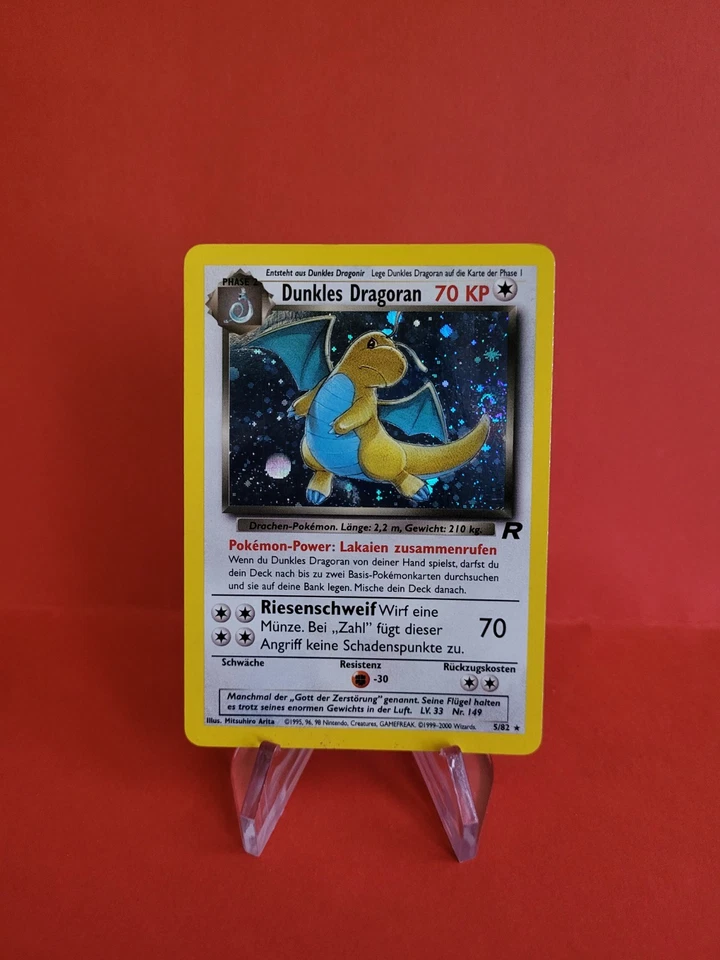 Entsteht aus Dunkles Dragonir Lege Dunkles Dragoran auf die Karte der Phase 1
PHASE 2
Dunkles Dragoran 70 KP
Drachen-Pokémon. Länge: 2,2 m, Gewicht: 210 kg.
R
Pokémon-Power: Lakaien zusammenrufen
Wenn du Dunkles Dragoran von deiner Hand spielst, darfst du
dein Deck nach bis zu zwei Basis-Pokémonkarten durchsuchen
und sie auf deine Bank legen. Mische dein Deck danach.
Riesenschweif Wirf eine
Münze. Bei „Zahl" fügt dieser 70
Angriff keine Schadenspunkte zu.
Schwäche Resistenz Rückzugskosten
-30
Manchmal der „Gott der Zerstörung" genannt. Seine Flügel halten
es trotz seines enormen Gewichts in der Luft. LV. 33 Nr. 149
Illus. Mitsuhiro Arita ©1995, 96, 98 Nintendo, Creatures, GAMEFREAK. ©1999-2000 Wizards. 5/82 ★